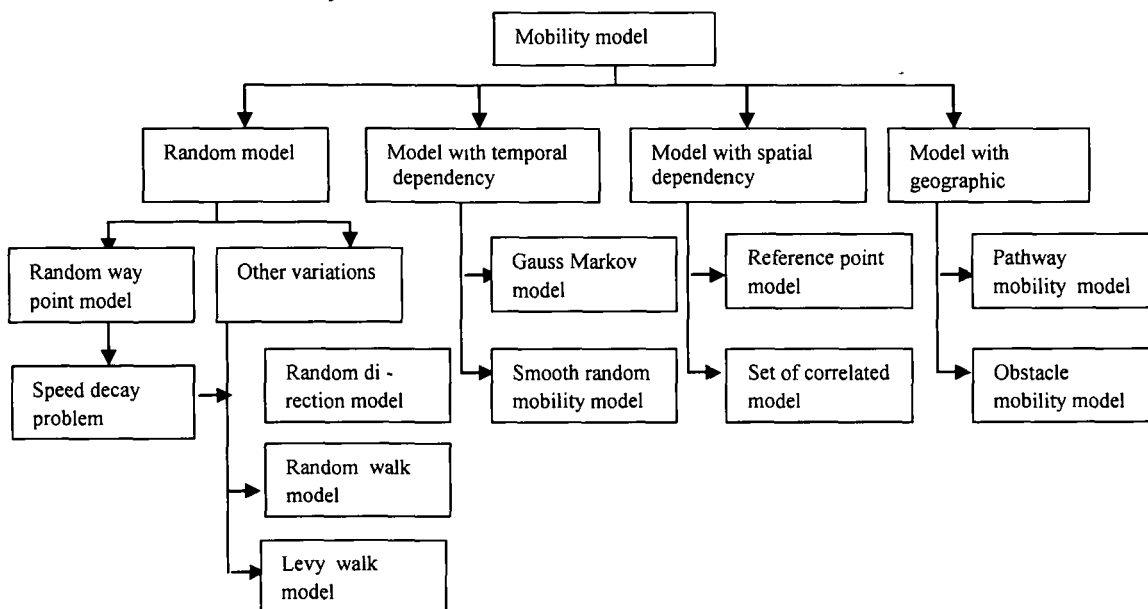 Mobility model
Random model
Model with temporal
dependency
Model with spatial
dependency
Model with
geographic
Random way
point model
Other variations
Gauss Markov
model
Reference point
model
Pathway
mobility model
Speed decay
problem
Random di -
rection model
Smooth random
mobility model
Set of correlated
model
Obstacle
mobility model
Random walk
model
Levy walk
model